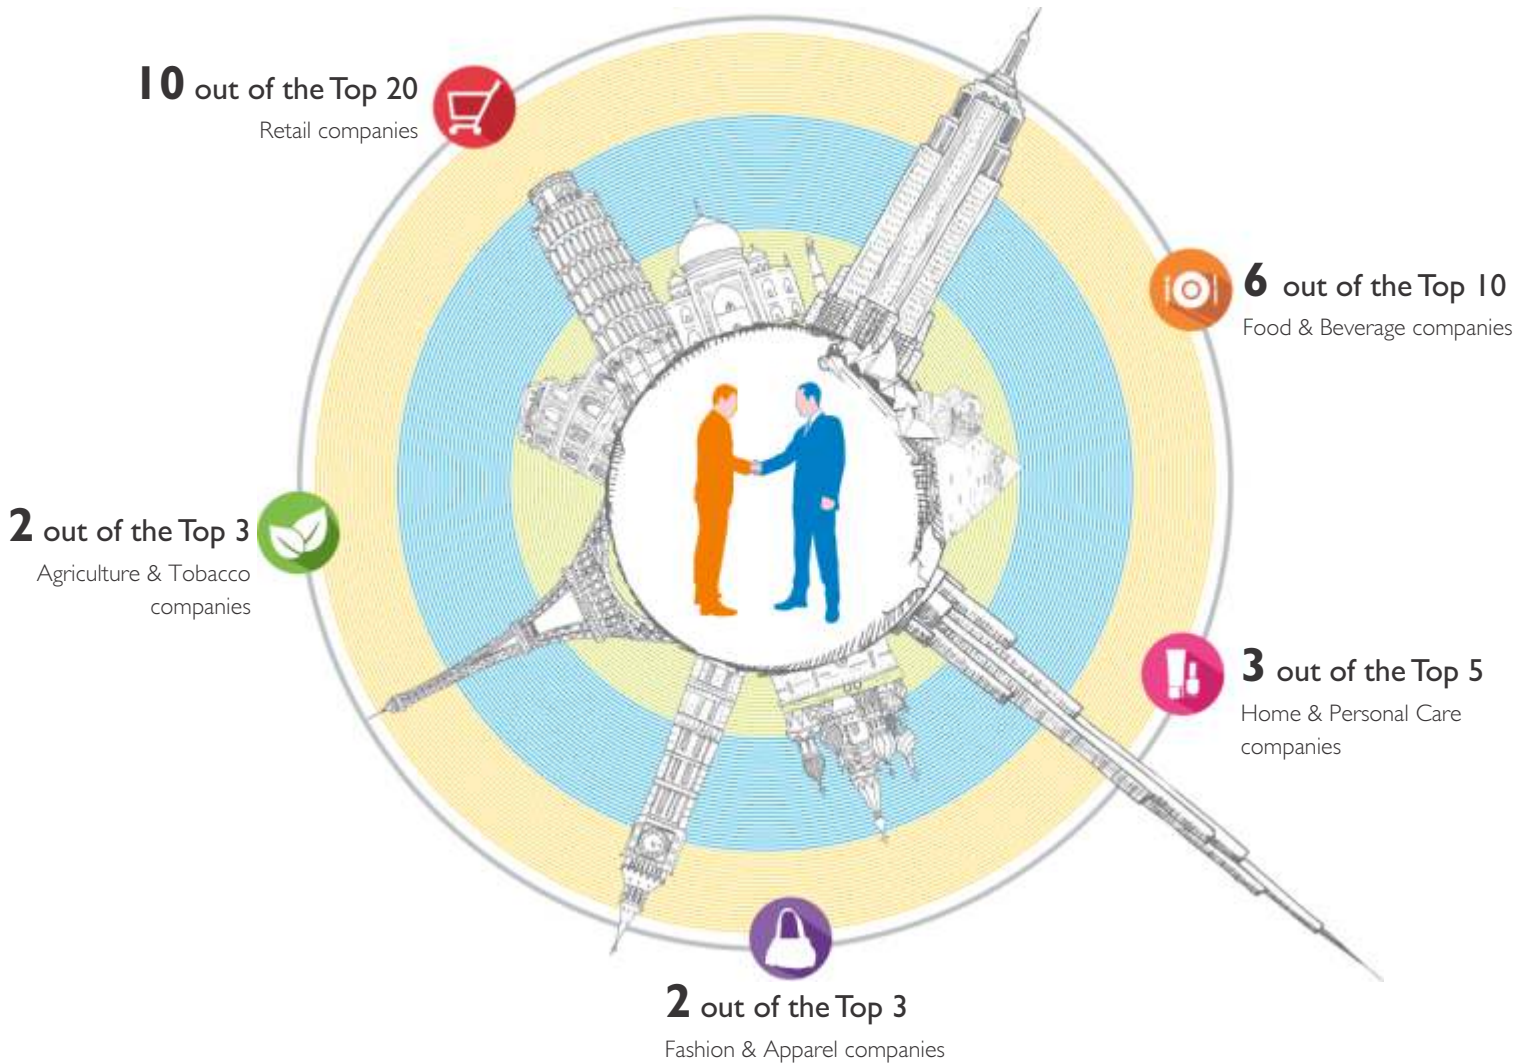 10 out of the Top 20
Retail companies
6 out of the Top 10
Food & Beverage companies
2 out of the Top 3
Agriculture & Tobacco
companies
3 out of the Top 5
Home & Personal Care
companies
2 out of the Top 3
Fashion & Apparel companies